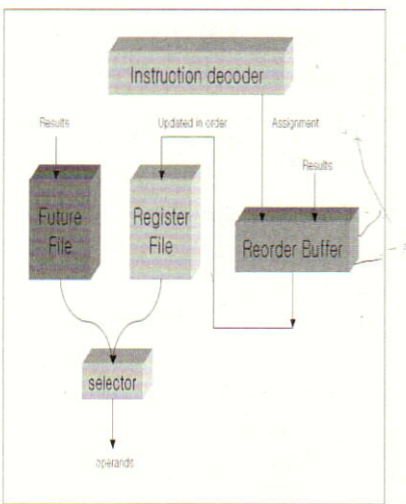 Instruction decoder
Results
Updated in order
Assignment
Results
Future
File
Register
File
Reorder Buffer
selector
operands